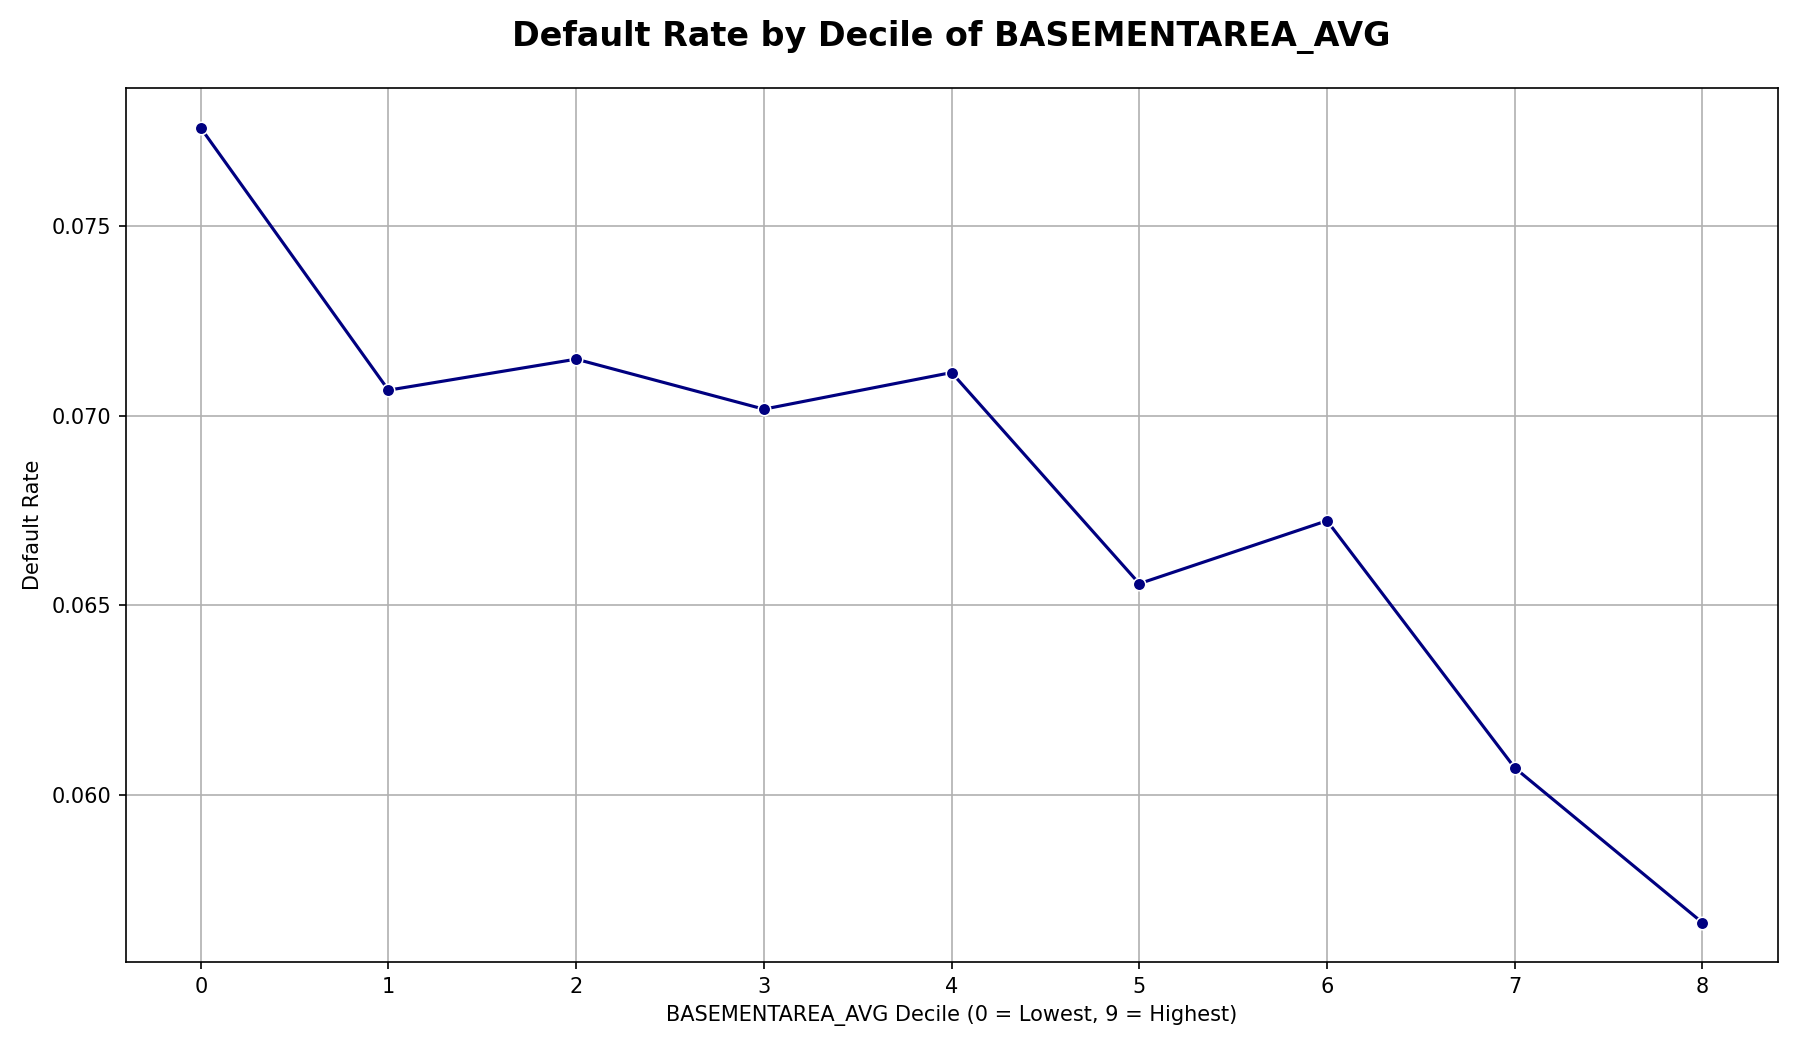 Default Rate by Decile of BASEMENTAREA_AVG
0.075
0.070
0.065
0.060
Default Rate
0 1 2 3 4 5 6 7 8
BASEMENTAREA_AVG Decile (0 = Lowest, 9 = Highest)